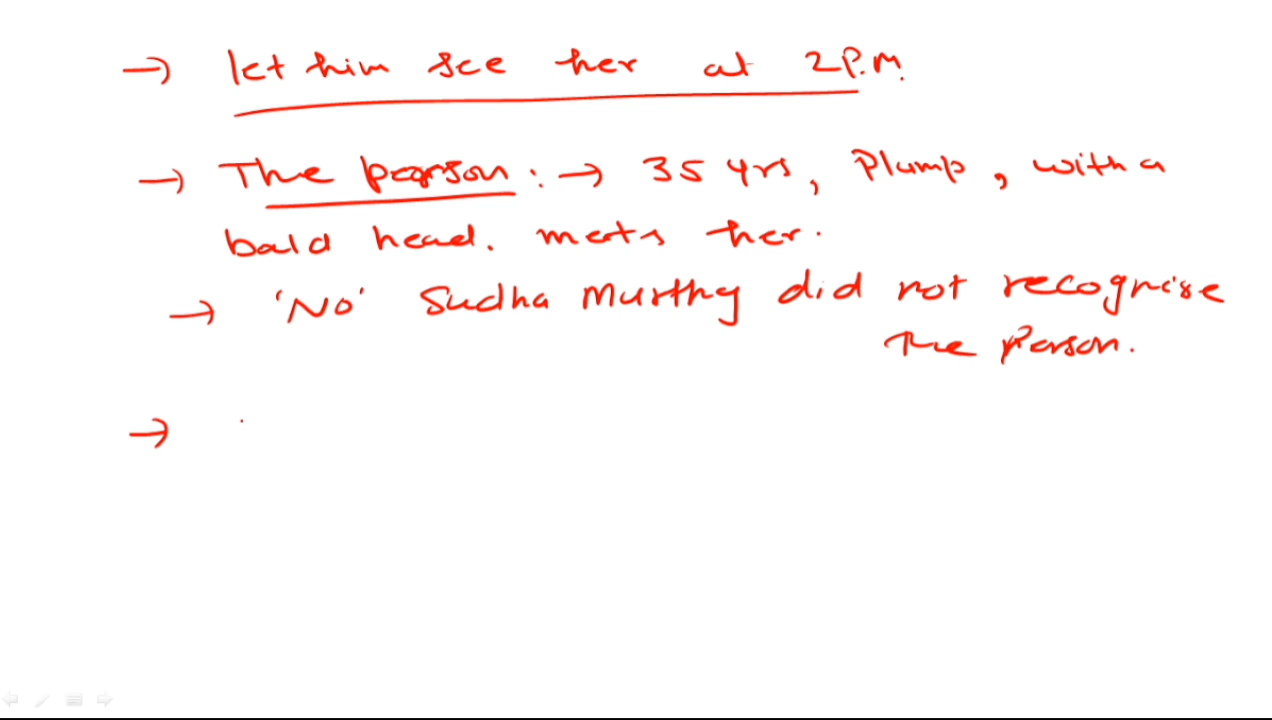 → let him see her at 2 P.M.
→ The person : → 35 yrs, Plump, with a
bald head. meets her.
→ 'No' Sudha Murthy did not recognise
The Person.
→